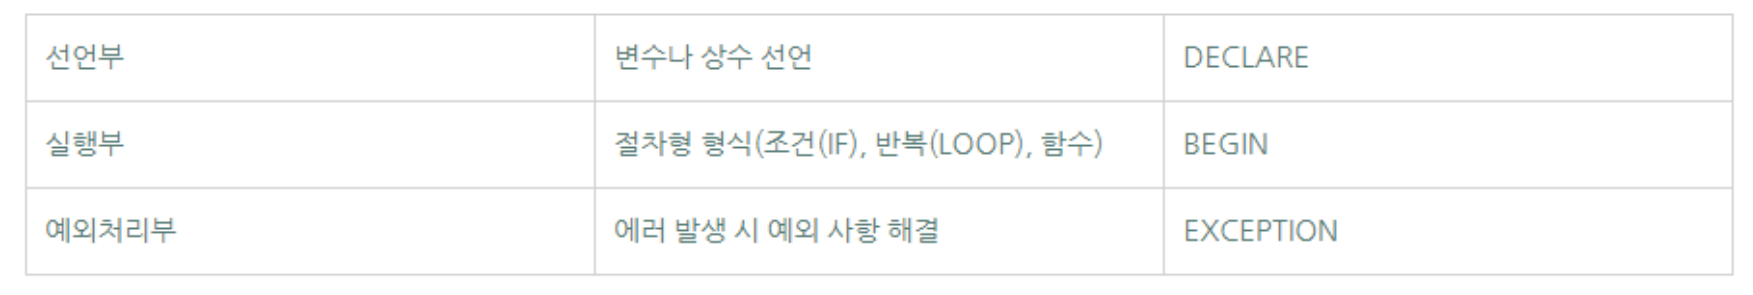 선언부 변수나 상수 선언 DECLARE
실행부 절차형 형식(조건(IF), 반복(LOOP), 함수) BEGIN
예외처리부 에러 발생 시 예외 사항 해결 EXCEPTION